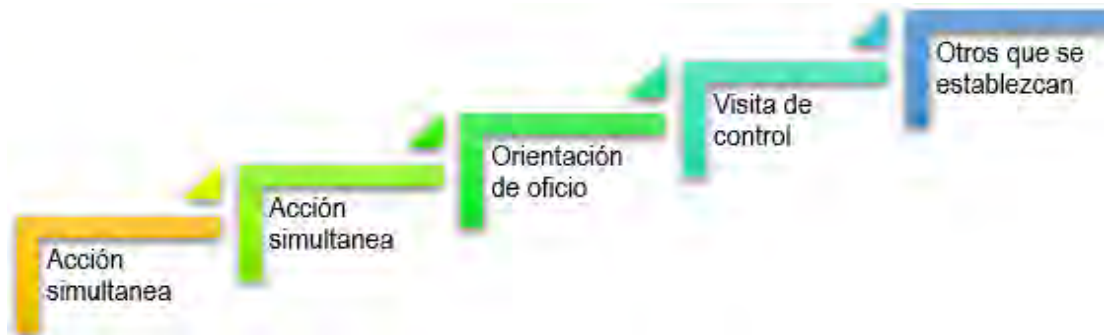 Acción
simultanea
Acción
simultanea
Orientación
de oficio
Visita de
control
Otros que se
establezcan